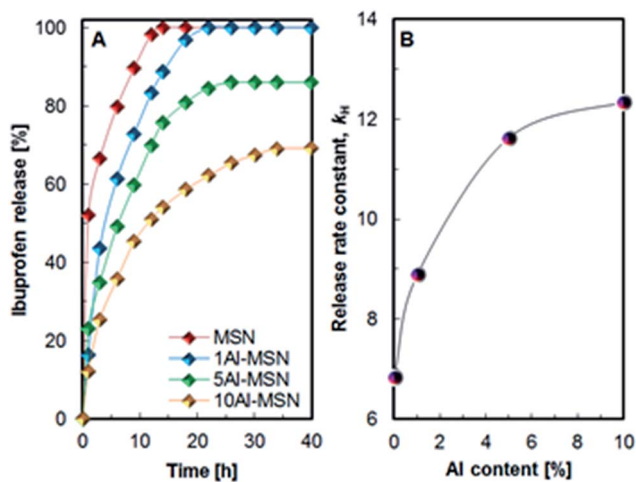 A
100
80
60
40
20
0
Ibuprofen release [%]
MSN
1Al-MSN
5Al-MSN
10Al-MSN
0 10 20 30 40
Time [h]
B
14
12
10
8
6
Release rate constant, kH
0 2 4 6 8 10
Al content [%]